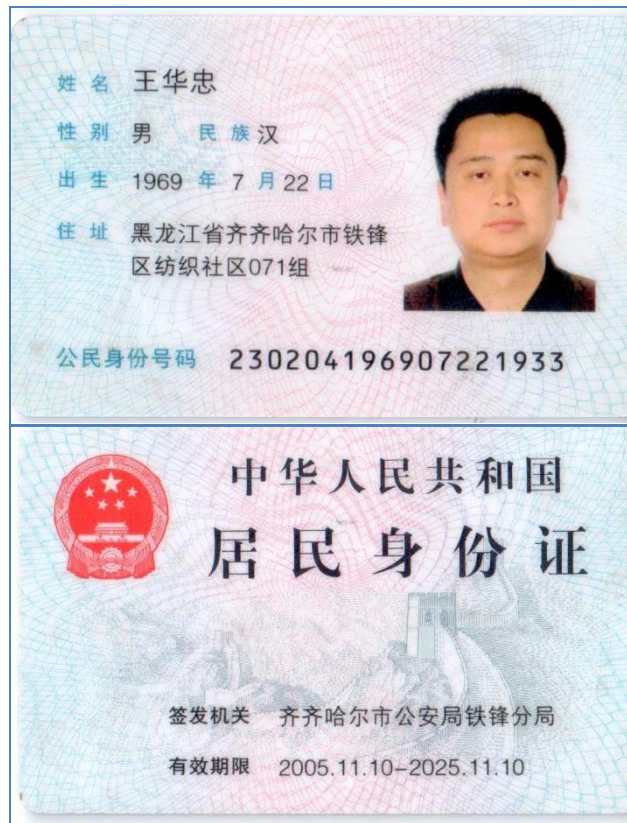 姓名 王华忠
性别 男 民族 汉
出生 1969 年 7 月 22 日
住址 黑龙江省齐齐哈尔市铁锋
区纺织社区071组
公民身份号码 230204196907221933
中华人民共和国
居民身份证
签发机关 齐齐哈尔市公安局铁锋分局
有效期限 2005.11.10-2025.11.10